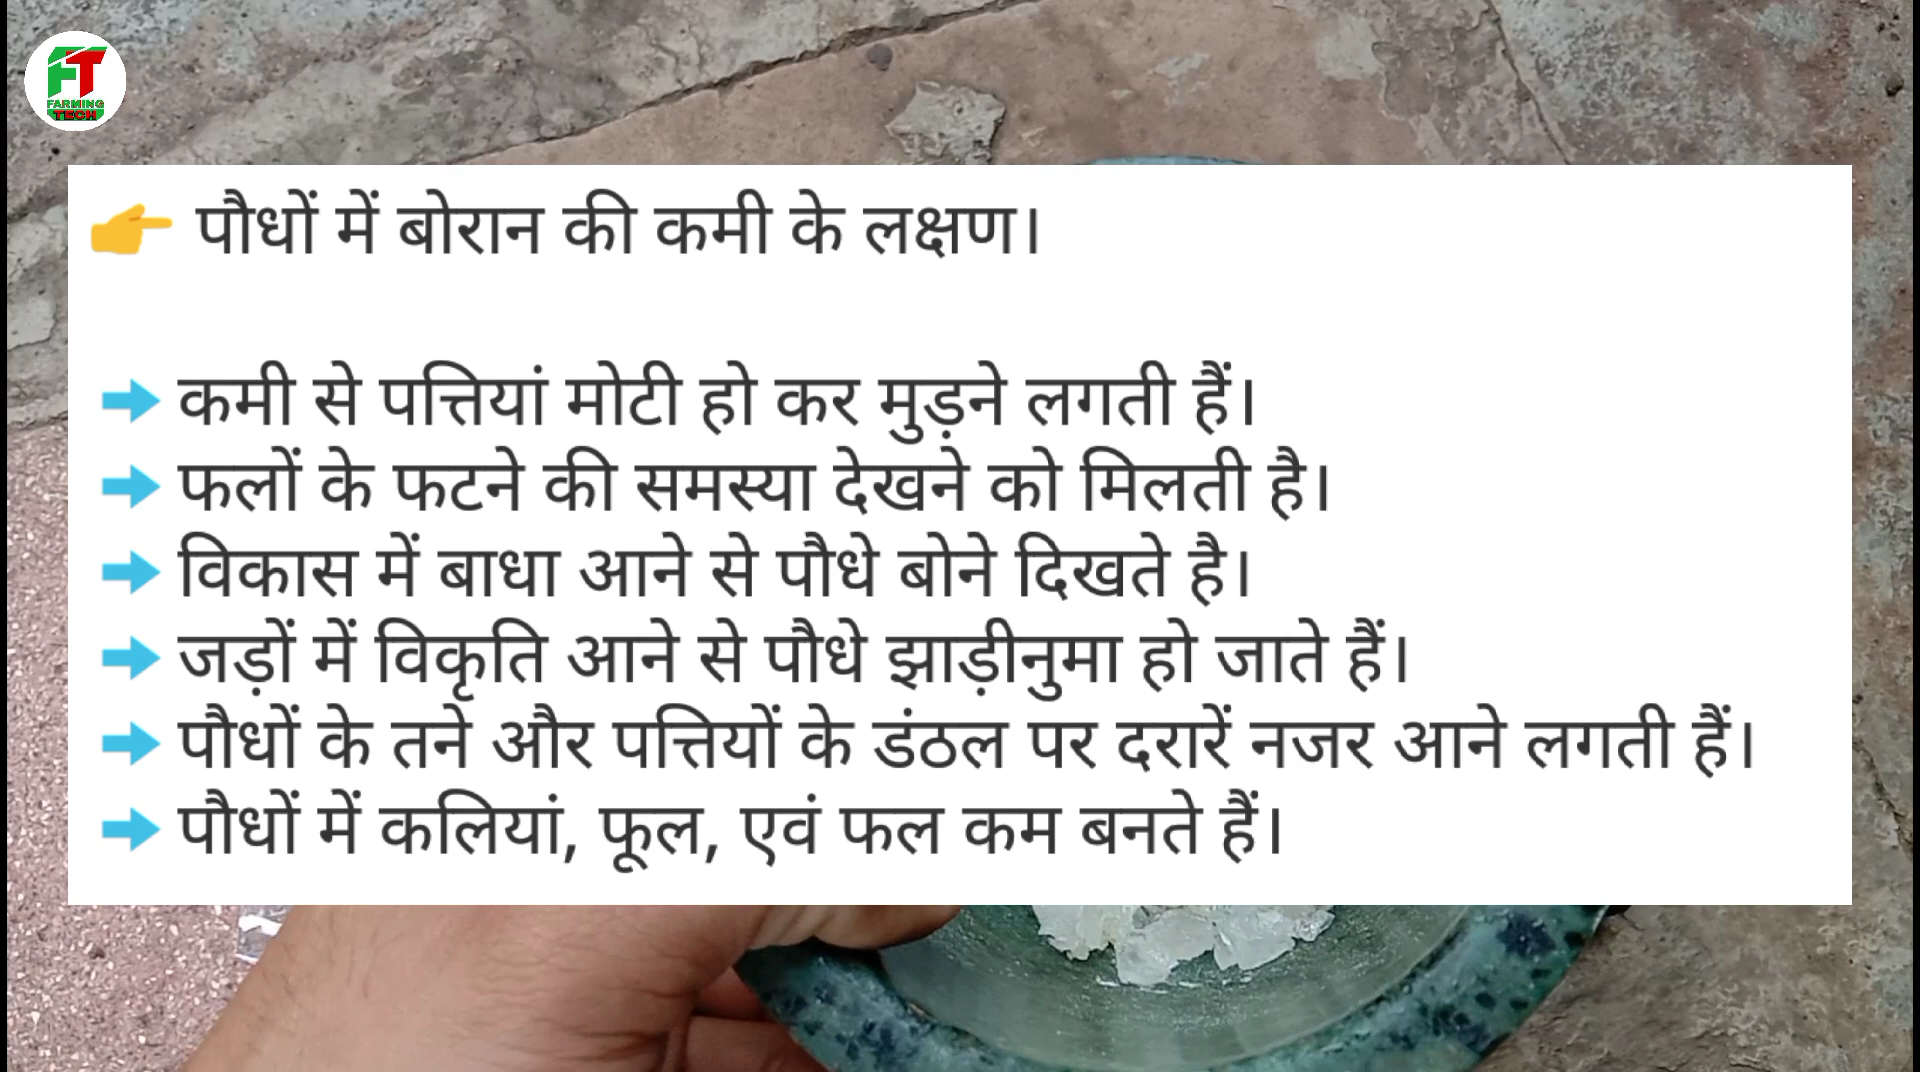 FT
FARMING
TECH
👉 पौधों में बोरान की कमी के लक्षण।
➡ कमी से पत्तियां मोटी हो कर मुड़ने लगती हैं।
➡ फलों के फटने की समस्या देखने को मिलती है।
➡ विकास में बाधा आने से पौधे बोने दिखते है।
➡ जड़ों में विकृति आने से पौधे झाड़ीनुमा हो जाते हैं।
➡ पौधों के तने और पत्तियों के डंठल पर दरारें नजर आने लगती हैं।
➡ पौधों में कलियां, फूल, एवं फल कम बनते हैं।